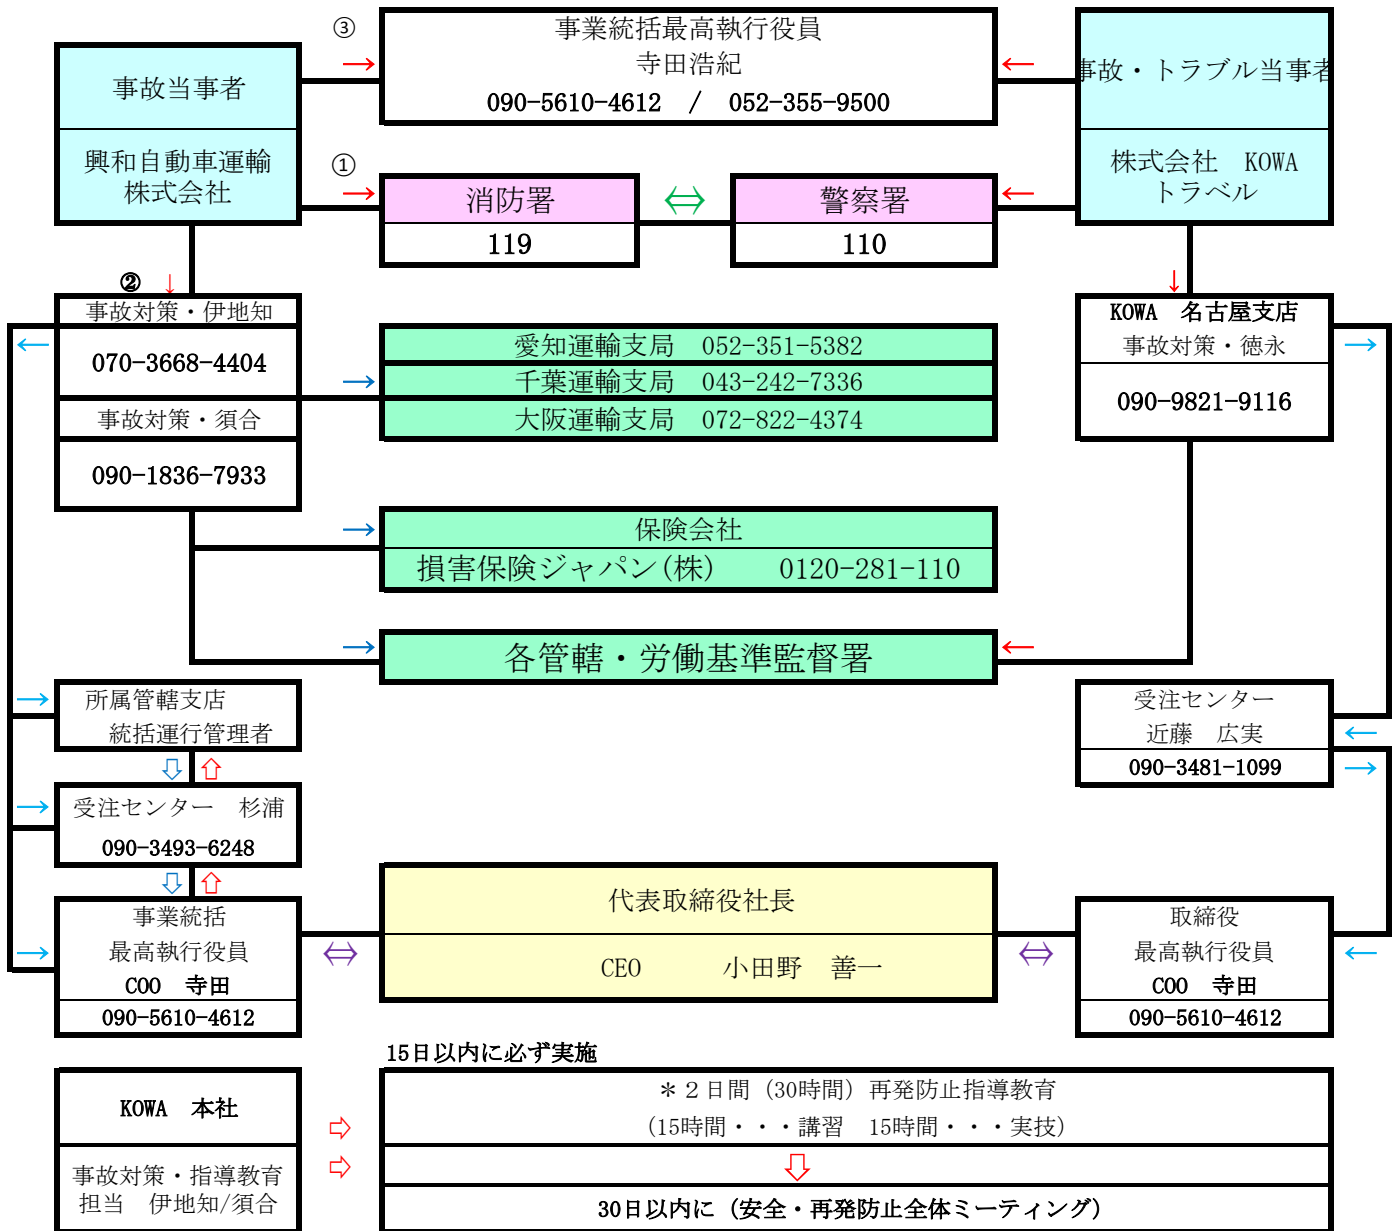 ③
事業統括最高執行役員
寺田浩紀
090-5610-4612 / 052-355-9500
事故当事者
興和自動車運輸
株式会社
事故・トラブル当事者
株式会社 KOWA
トラベル
①
消防署
119
⇔
警察署
110
②
事故対策・伊地知
070-3668-4404
事故対策・須合
090-1836-7933
愛知運輸支局 052-351-5382
千葉運輸支局 043-242-7336
大阪運輸支局 072-822-4374
KOWA 名古屋支店
事故対策・徳永
090-9821-9116
保険会社
損害保険ジャパン(株) 0120-281-110
各管轄・労働基準監督署
所属管轄支店
統括運行管理者
受注センター
近藤 広実
090-3481-1099
受注センター 杉浦
090-3493-6248
事業統括
最高執行役員
COO 寺田
090-5610-4612
代表取締役社長
CEO 小田野 善一
取締役
最高執行役員
COO 寺田
090-5610-4612
15日以内に必ず実施
KOWA 本社
事故対策・指導教育
担当 伊地知/須合
＊２日間（30時間）再発防止指導教育
(15時間・・・講習 15時間・・・実技)
30日以内に（安全・再発防止全体ミーティング）